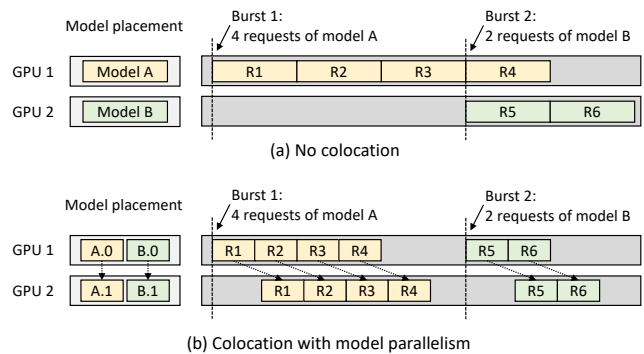 Model placement
Burst 1:
4 requests of model A
Burst 2:
2 requests of model B
GPU 1
Model A
R1
R2
R3
R4
GPU 2
Model B
R5
R6
(a) No colocation
Model placement
Burst 1:
4 requests of model A
Burst 2:
2 requests of model B
GPU 1
A.0
B.0
R1
R2
R3
R4
R5
R6
GPU 2
A.1
B.1
R1
R2
R3
R4
R5
R6
(b) Colocation with model parallelism